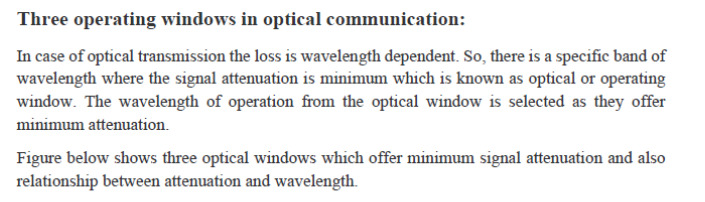 Three operating windows in optical communication:
In case of optical transmission the loss is wavelength dependent. So, there is a specific band of
wavelength where the signal attenuation is minimum which is known as optical or operating
window. The wavelength of operation from the optical window is selected as they offer
minimum attenuation.
Figure below shows three optical windows which offer minimum signal attenuation and also
relationship between attenuation and wavelength.